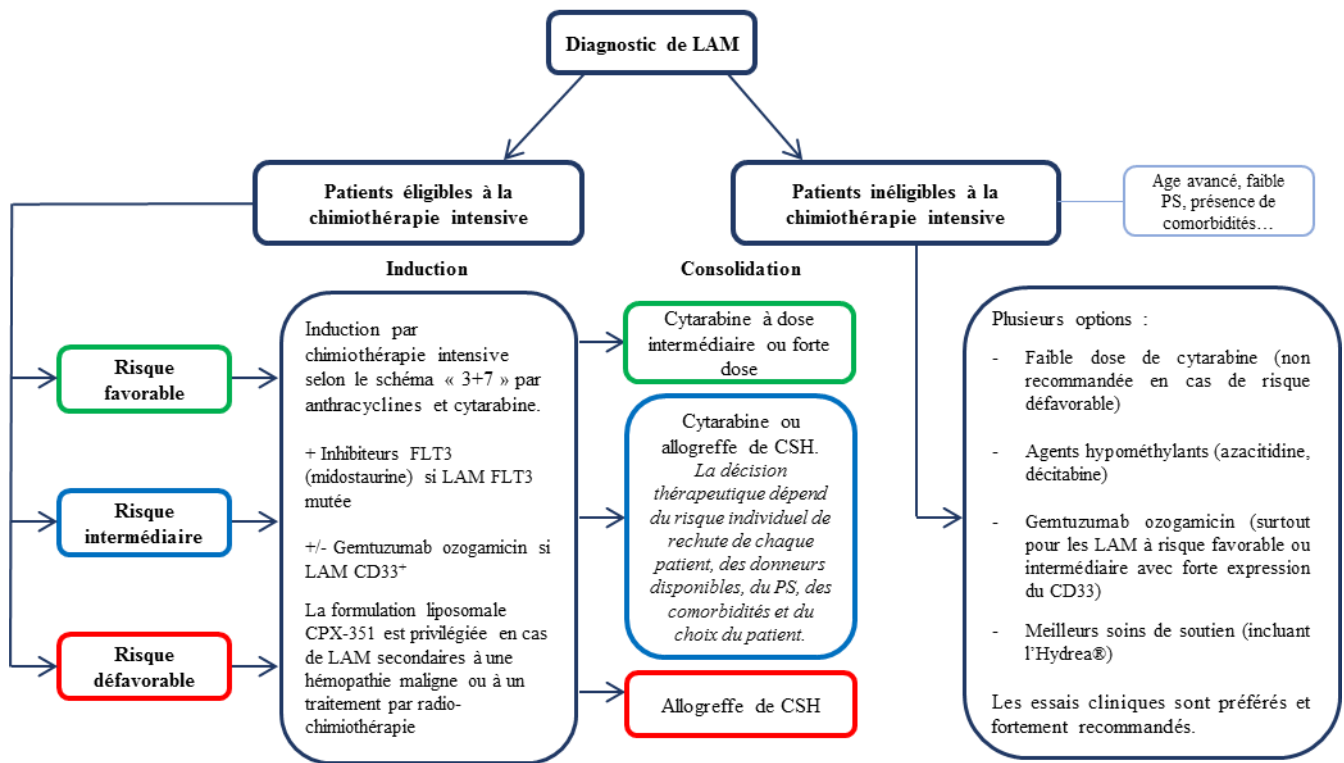 Diagnostic de LAM
Patients éligibles à la
chimiothérapie intensive
Patients inéligibles à la
chimiothérapie intensive
Age avancé, faible
PS, présence de
comorbidités…
Induction
Consolidation
Risque
favorable
Risque
intermédiaire
Risque
défavorable
Induction par
chimiothérapie intensive
selon le schéma « 3+7 » par
anthracyclines et cytarabine.
+ Inhibiteurs FLT3
(midostaurine) si LAM FLT3
mutée
+/- Gemtuzumab ozogamicin si
LAM CD33⁺
La formulation liposomale
CPX-351 est privilégiée en cas
de LAM secondaires à une
hémopathie maligne ou à un
traitement par radio-
chimiothérapie
Cytarabine à dose
intermédiaire ou forte
dose
Cytarabine ou
allogreffe de CSH.
La décision
thérapeutique dépend
du risque individuel de
rechute de chaque
patient, des donneurs
disponibles, du PS, des
comorbidités et du
choix du patient.
Allogreffe de CSH
Plusieurs options :
- Faible dose de cytarabine (non
recommandée en cas de risque
défavorable)
- Agents hypométhylants (azacitidine,
décitabine)
- Gemtuzumab ozogamicin (surtout
pour les LAM à risque favorable ou
intermédiaire avec forte expression
du CD33)
- Meilleurs soins de soutien (incluant
l’Hydrea®)
Les essais cliniques sont préférés et
fortement recommandés.